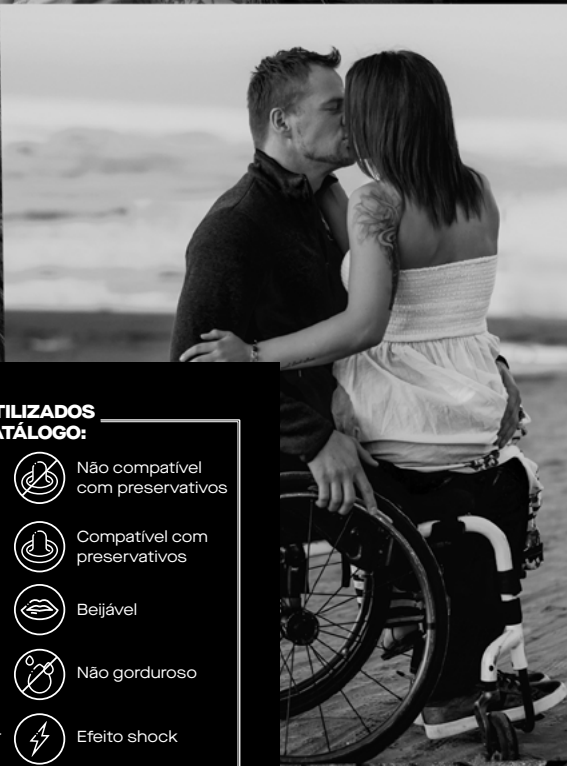 TILIZADOS
ATÁLOGO:
Não compatível
com preservativos
Compatível com
preservativos
Beijável
Não gorduroso
Efeito shock